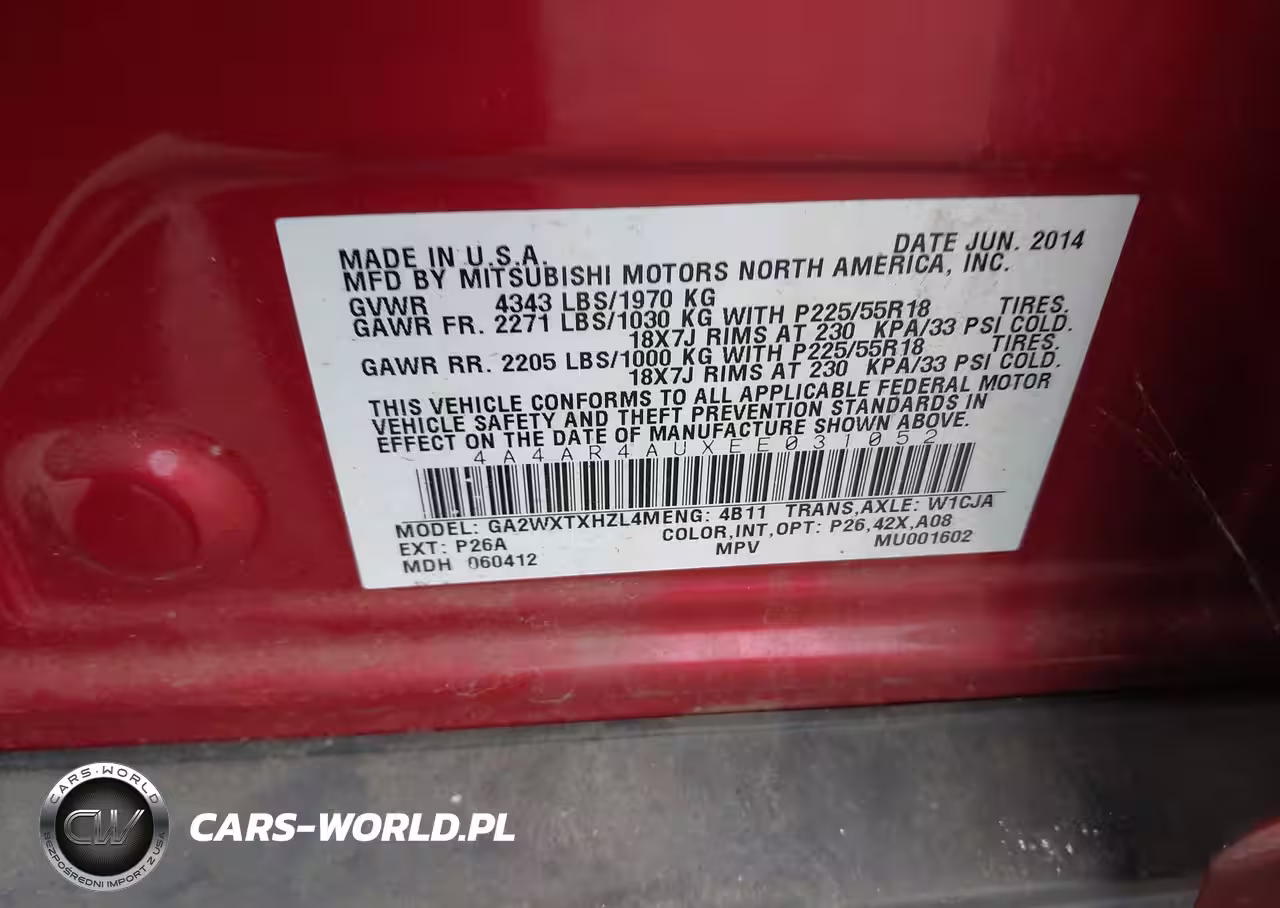 MADE IN U.S.A. DATE JUN. 2014
MFD BY MITSUBISHI MOTORS NORTH AMERICA, INC.
GVWR 4343 LBS/1970 KG
GAWR FR. 2271 LBS/1030 KG WITH P225/55R18 TIRES.
18X7J RIMS AT 230 KPA/33 PSI COLD.
GAWR RR. 2205 LBS/1000 KG WITH P225/55R18 TIRES.
18X7J RIMS AT 230 KPA/33 PSI COLD.
THIS VEHICLE CONFORMS TO ALL APPLICABLE FEDERAL MOTOR
VEHICLE SAFETY AND THEFT PREVENTION STANDARDS IN
EFFECT ON THE DATE OF MANUFACTURE SHOWN ABOVE.
4A4AR4AUXEE031052
MODEL: GA2WXTXHZL4MENG: 4B11 TRANS,AXLE: W1CJA
EXT: P26A COLOR,INT,OPT: P26,42X,A08
MDH 060412 MPV MU001602
CARS-WORLD
CW
BEZPOŚREDNI IMPORT Z USA
CARS-WORLD.PL